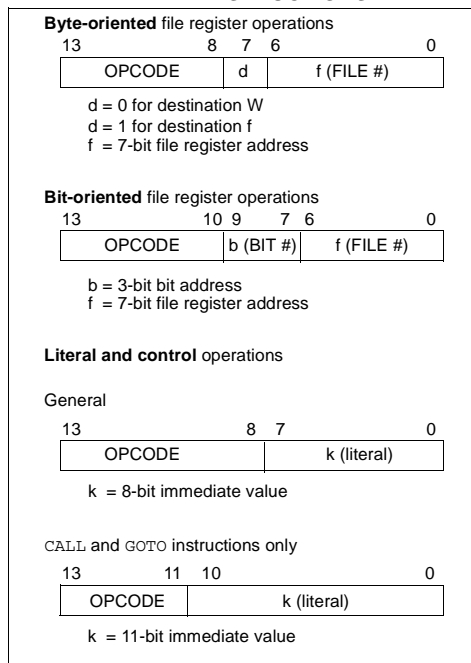 Byte-oriented file register operations
13 8 7 6 0
OPCODE d f (FILE #)
d = 0 for destination W
d = 1 for destination f
f = 7-bit file register address
Bit-oriented file register operations
13 10 9 7 6 0
OPCODE b (BIT #) f (FILE #)
b = 3-bit bit address
f = 7-bit file register address
Literal and control operations
General
13 8 7 0
OPCODE k (literal)
k = 8-bit immediate value
CALL and GOTO instructions only
13 11 10 0
OPCODE k (literal)
k = 11-bit immediate value